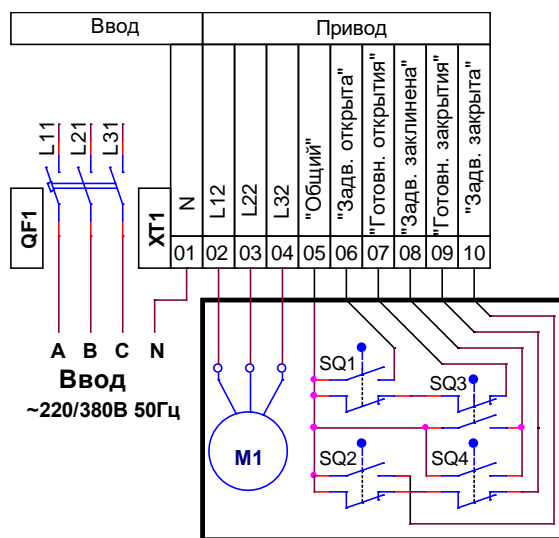 Ввод
Привод
L11
L21
L31
QF1
XT1
N
L12
L22
L32
"Общий"
"Задв. открыта"
"Готовн. открытия"
"Задв. заклинена"
"Готовн. закрытия"
"Задв. закрыта"
01 02 03 04 05 06 07 08 09 10
A B C N
Ввод
~220/380В 50Гц
SQ1
SQ3
M1
SQ2
SQ4